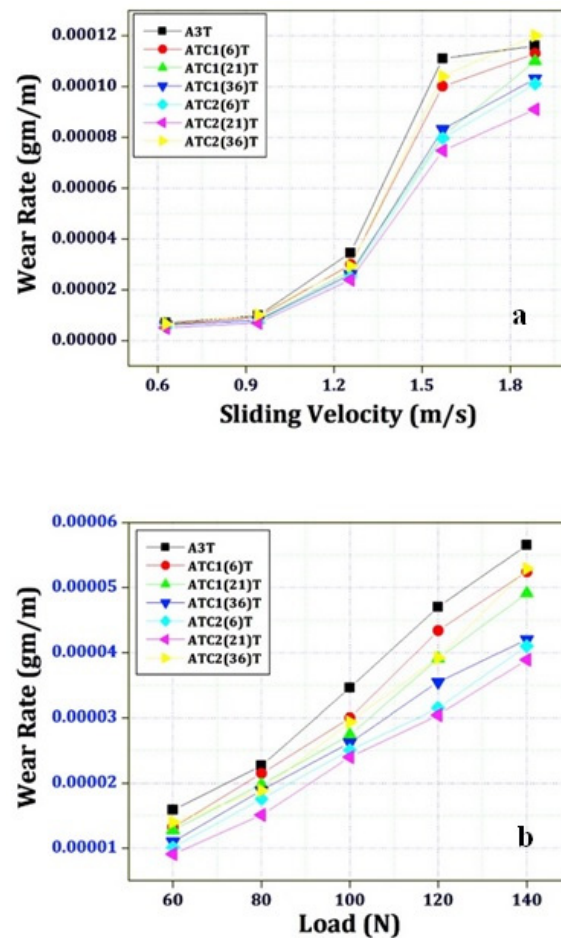 0.00012
0.00010
0.00008
0.00006
0.00004
0.00002
0.00000
Wear Rate (gm/m)
A3T
ATC1(6)T
ATC1(21)T
ATC1(36)T
ATC2(6)T
ATC2(21)T
ATC2(36)T
a
0.6 0.9 1.2 1.5 1.8
Sliding Velocity (m/s)
0.00006
0.00005
0.00004
0.00003
0.00002
0.00001
Wear Rate (gm/m)
A3T
ATC1(6)T
ATC1(21)T
ATC1(36)T
ATC2(6)T
ATC2(21)T
ATC2(36)T
b
60 80 100 120 140
Load (N)